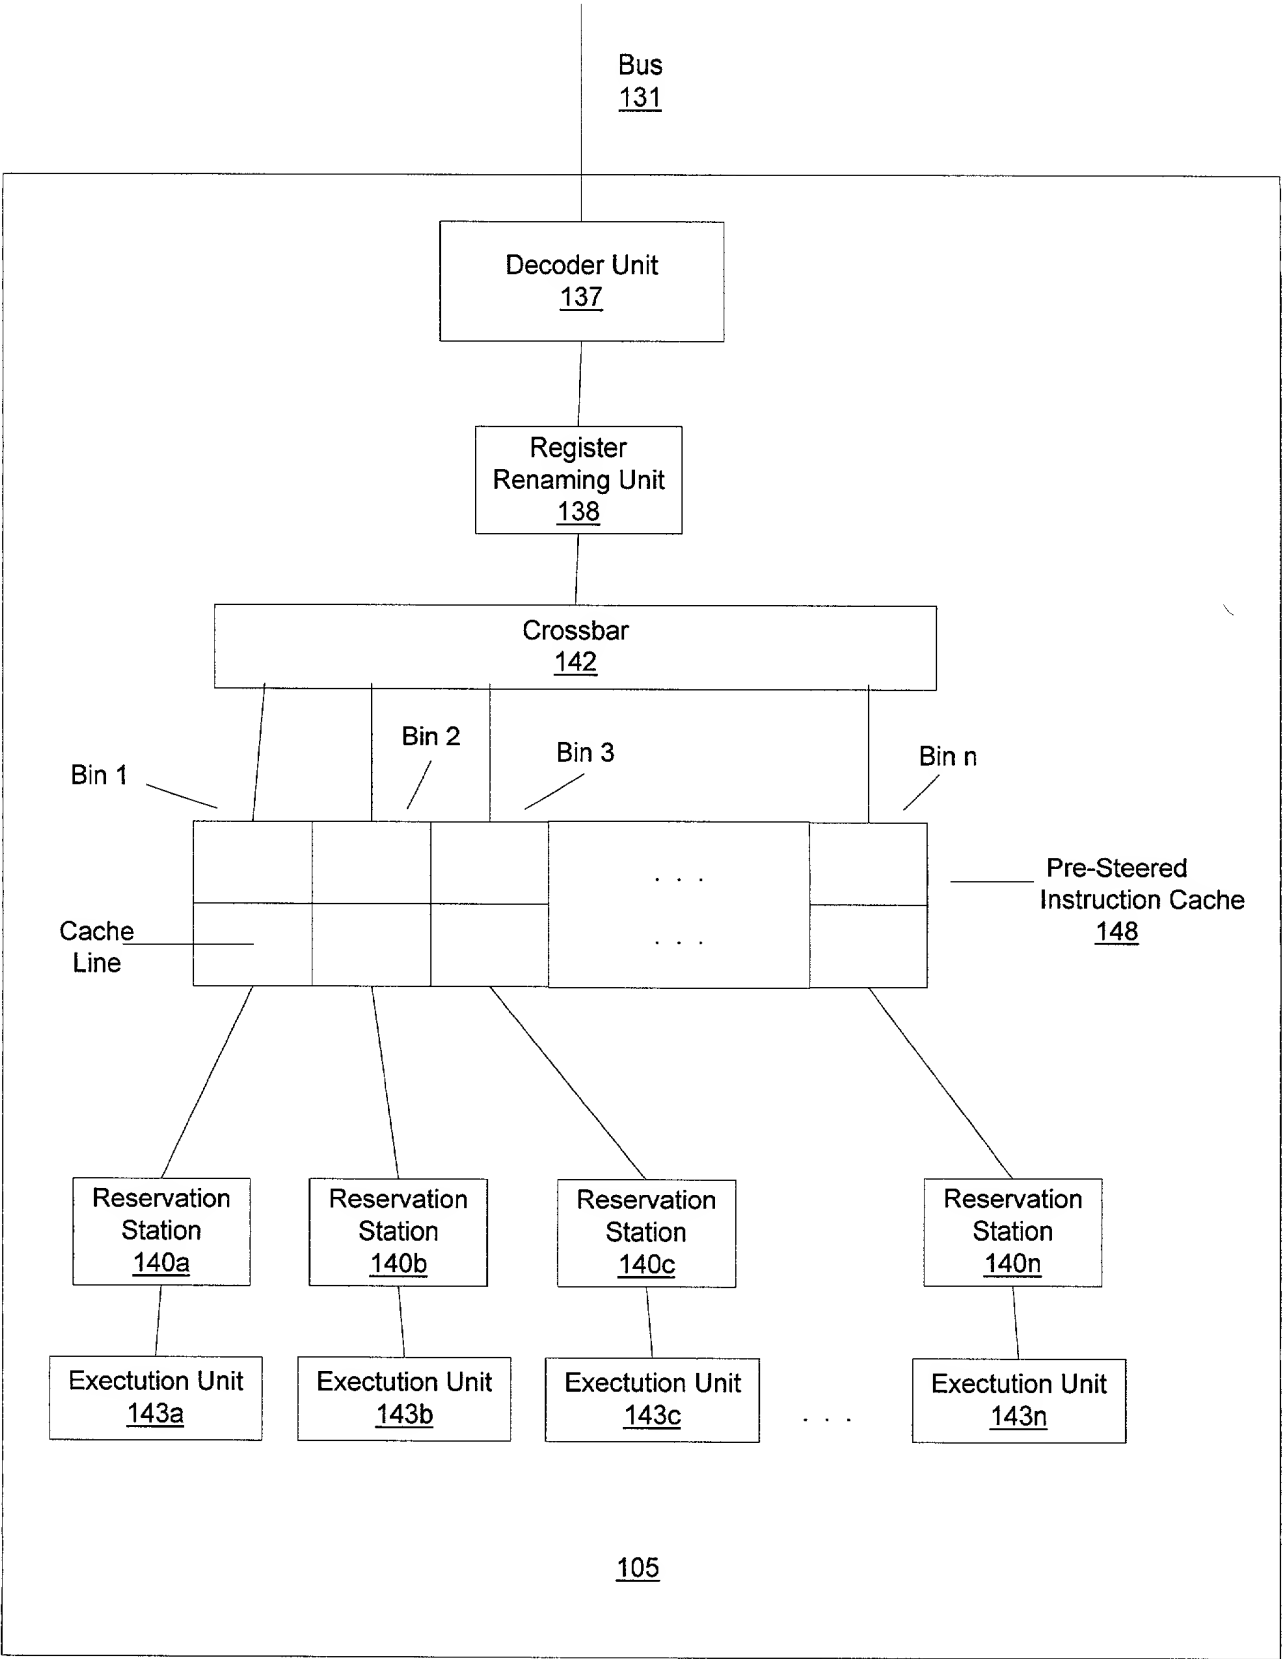 Bus
131
Decoder Unit
137
Register
Renaming Unit
138
Crossbar
142
Bin 1
Bin 2
Bin 3
Bin n
. . .
. . .
Pre-Steered
Instruction Cache
148
Cache
Line
Reservation
Station
140a
Reservation
Station
140b
Reservation
Station
140c
Reservation
Station
140n
Exectution Unit
143a
Exectution Unit
143b
Exectution Unit
143c
. . .
Exectution Unit
143n
105